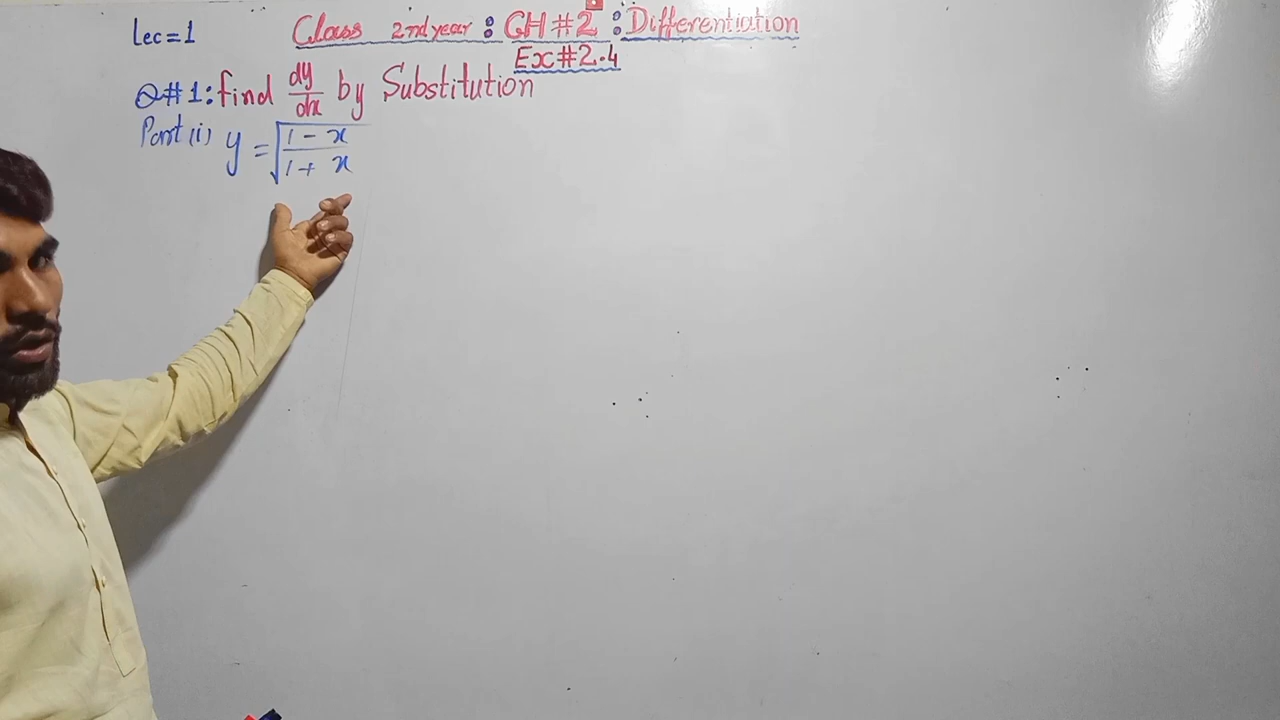 Lec=1 Class 2nd year : CH#2 : Differentiation
Ex#2.4
Q#1: find dy/dx by Substitution
Part (i) y = √(1 - x / 1 + x)